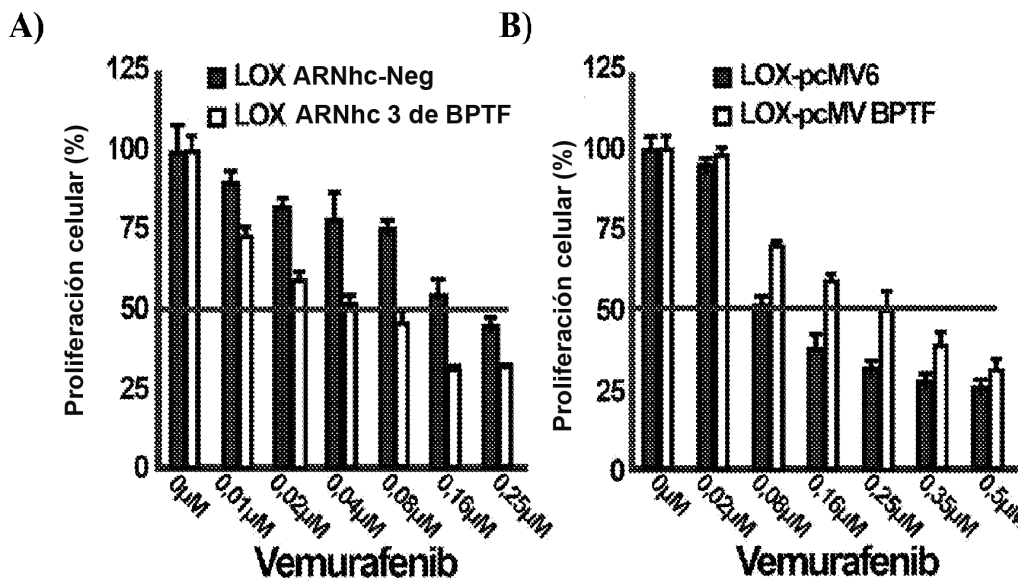 A)
125
100
75
50
25
0
Proliferación celular (%)
LOX ARNhc-Neg
LOX ARNhc 3 de BPTF
0µM
0,01µM
0,02µM
0,04µM
0,08µM
0,16µM
0,25µM
Vemurafenib
B)
125
100
75
50
25
0
Proliferación celular (%)
LOX-pcMV6
LOX-pcMV BPTF
0µM
0,02µM
0,08µM
0,16µM
0,25µM
0,35µM
0,5µM
Vemurafenib